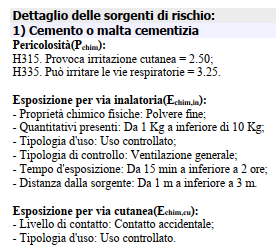 Dettaglio delle sorgenti di rischio:
1) Cemento o malta cementizia
Pericolosità(Pchim):
H315. Provoca irritazione cutanea = 2.50;
H335. Può irritare le vie respiratorie = 3.25.
Esposizione per via inalatoria(Echim,in):
- Proprietà chimico fisiche: Polvere fine;
- Quantitativi presenti: Da 1 Kg a inferiore di 10 Kg;
- Tipologia d'uso: Uso controllato;
- Tipologia di controllo: Ventilazione generale;
- Tempo d'esposizione: Da 15 min a inferiore a 2 ore;
- Distanza dalla sorgente: Da 1 m a inferiore a 3 m.
Esposizione per via cutanea(Echim,cu):
- Livello di contatto: Contatto accidentale;
- Tipologia d'uso: Uso controllato.